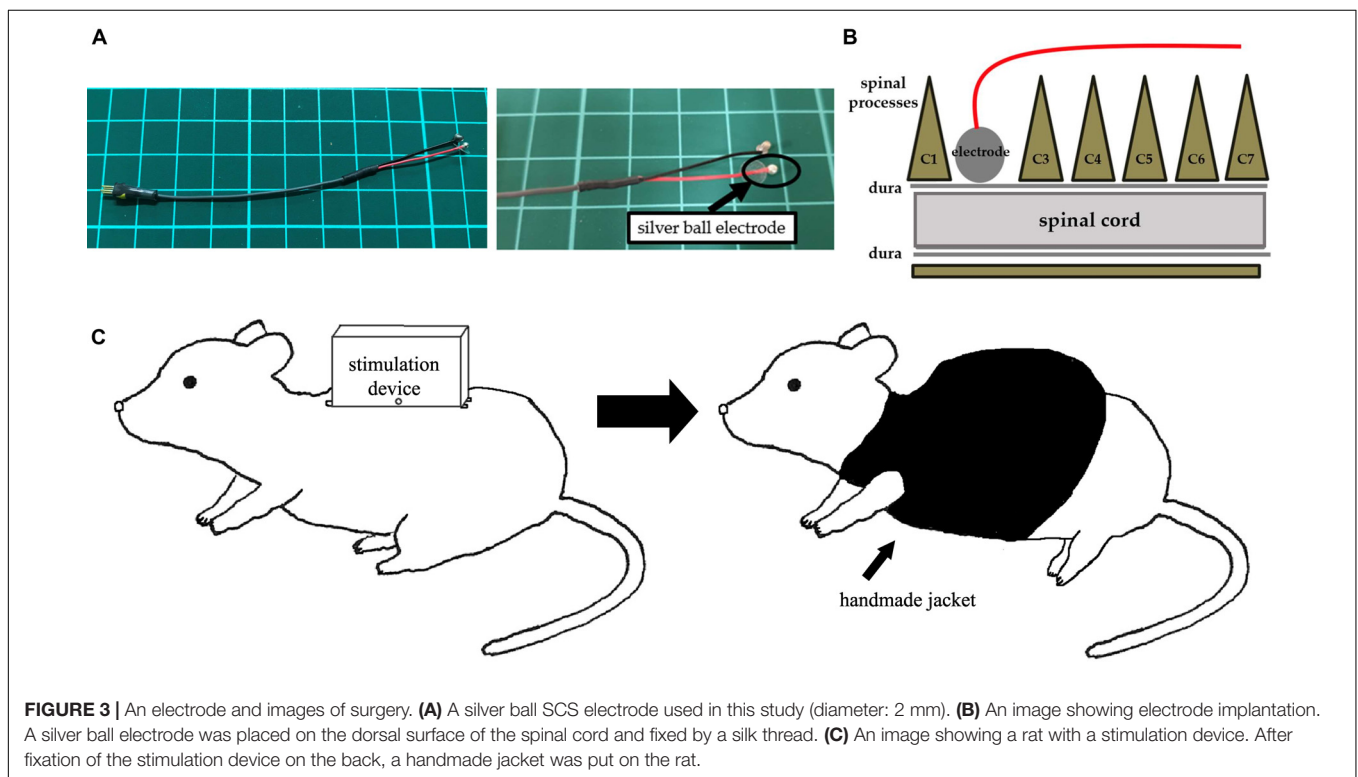 A
B
silver ball electrode
spinal
processes
C1
electrode
C3
C4
C5
C6
C7
dura
spinal cord
dura
C
stimulation
device
handmade jacket
FIGURE 3 | An electrode and images of surgery. (A) A silver ball SCS electrode used in this study (diameter: 2 mm). (B) An image showing electrode implantation.
A silver ball electrode was placed on the dorsal surface of the spinal cord and fixed by a silk thread. (C) An image showing a rat with a stimulation device. After
fixation of the stimulation device on the back, a handmade jacket was put on the rat.